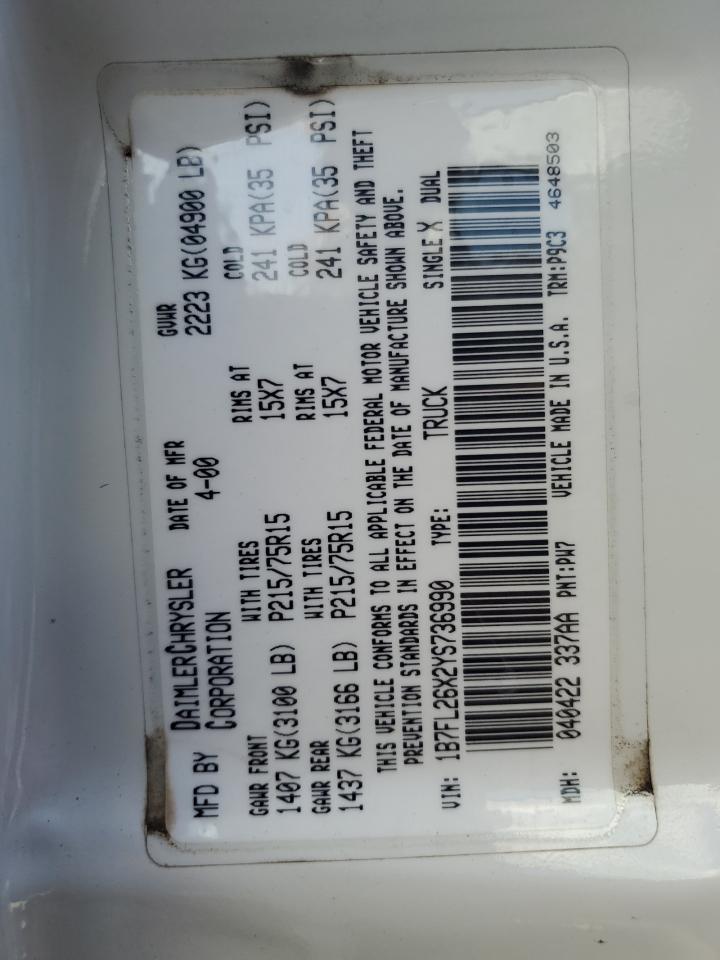 MFD BY DAIMLERCHRYSLER CORPORATION DATE OF MFR 4-00 GVWR 2223 KG(04900 LB)
GAWR FRONT WITH TIRES RIMS AT COLD
1407 KG(3100 LB) P215/75R15 15X7 241 KPA(35 PSI)
GAWR REAR WITH TIRES RIMS AT COLD
1437 KG(3166 LB) P215/75R15 15X7 241 KPA(35 PSI)
THIS VEHICLE CONFORMS TO ALL APPLICABLE FEDERAL MOTOR VEHICLE SAFETY AND THEFT
PREVENTION STANDARDS IN EFFECT ON THE DATE OF MANUFACTURE SHOWN ABOVE.
VIN: 1B7FL26X2YS736990 TYPE: TRUCK SINGLE X DUAL
MDH: 040422 337AA PNT:PW7 VEHICLE MADE IN U.S.A. TRM:P9C3 4648503